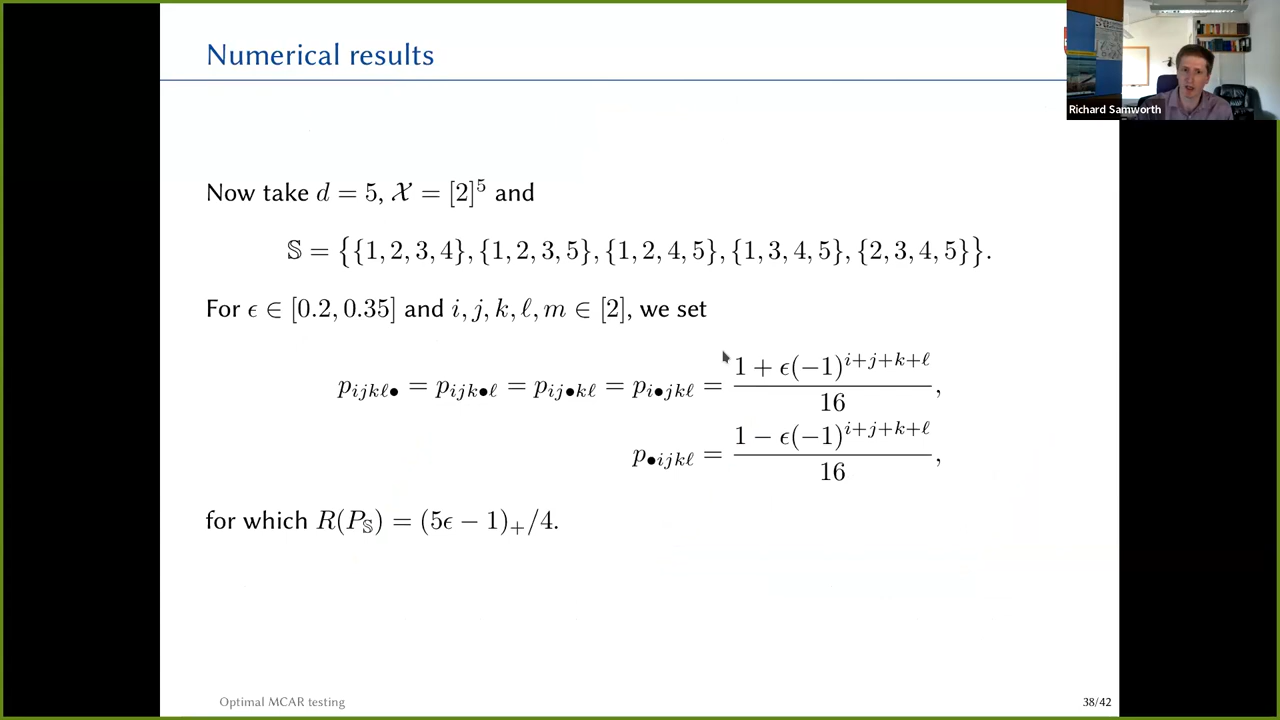 Numerical results
Richard Samworth
Now take d = 5, 𝒳 = [2]⁵ and
𝕊 = {{1, 2, 3, 4}, {1, 2, 3, 5}, {1, 2, 4, 5}, {1, 3, 4, 5}, {2, 3, 4, 5}}.
For ϵ ∈ [0.2, 0.35] and i, j, k, ℓ, m ∈ [2], we set
p_{ijkℓ•} = p_{ijk•ℓ} = p_{ij•kℓ} = p_{i•jkℓ} = \frac{1 + ϵ(−1)^{i+j+k+ℓ}}{16},
p_{•ijkℓ} = \frac{1 − ϵ(−1)^{i+j+k+ℓ}}{16},
for which R(P_𝕊) = (5ϵ − 1)₊/4.
Optimal MCAR testing
38/42